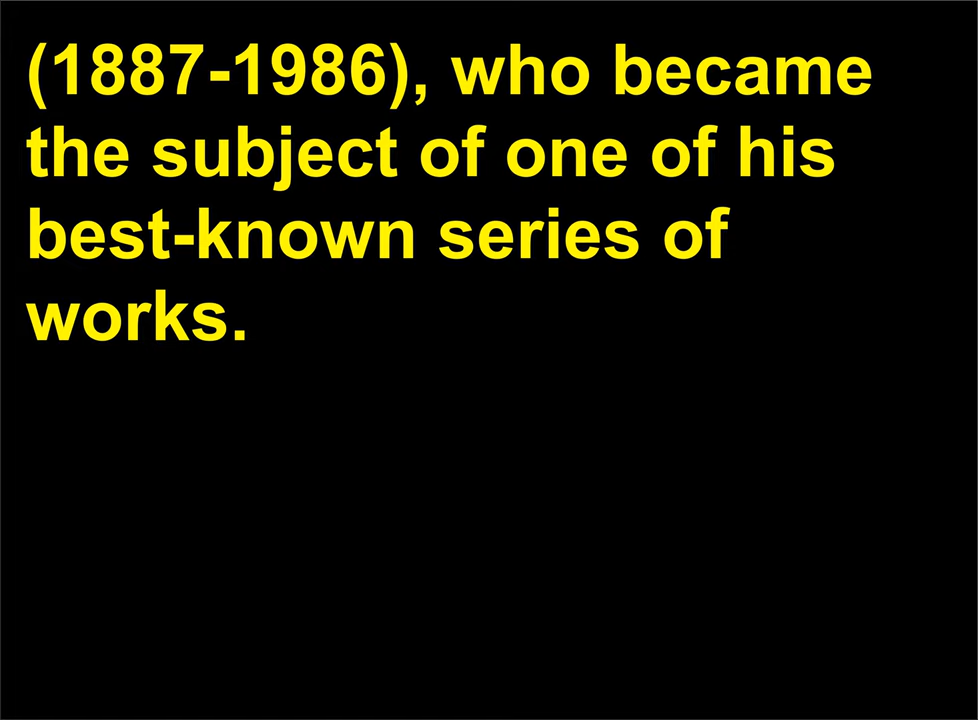 (1887-1986), who became
the subject of one of his
best-known series of
works.